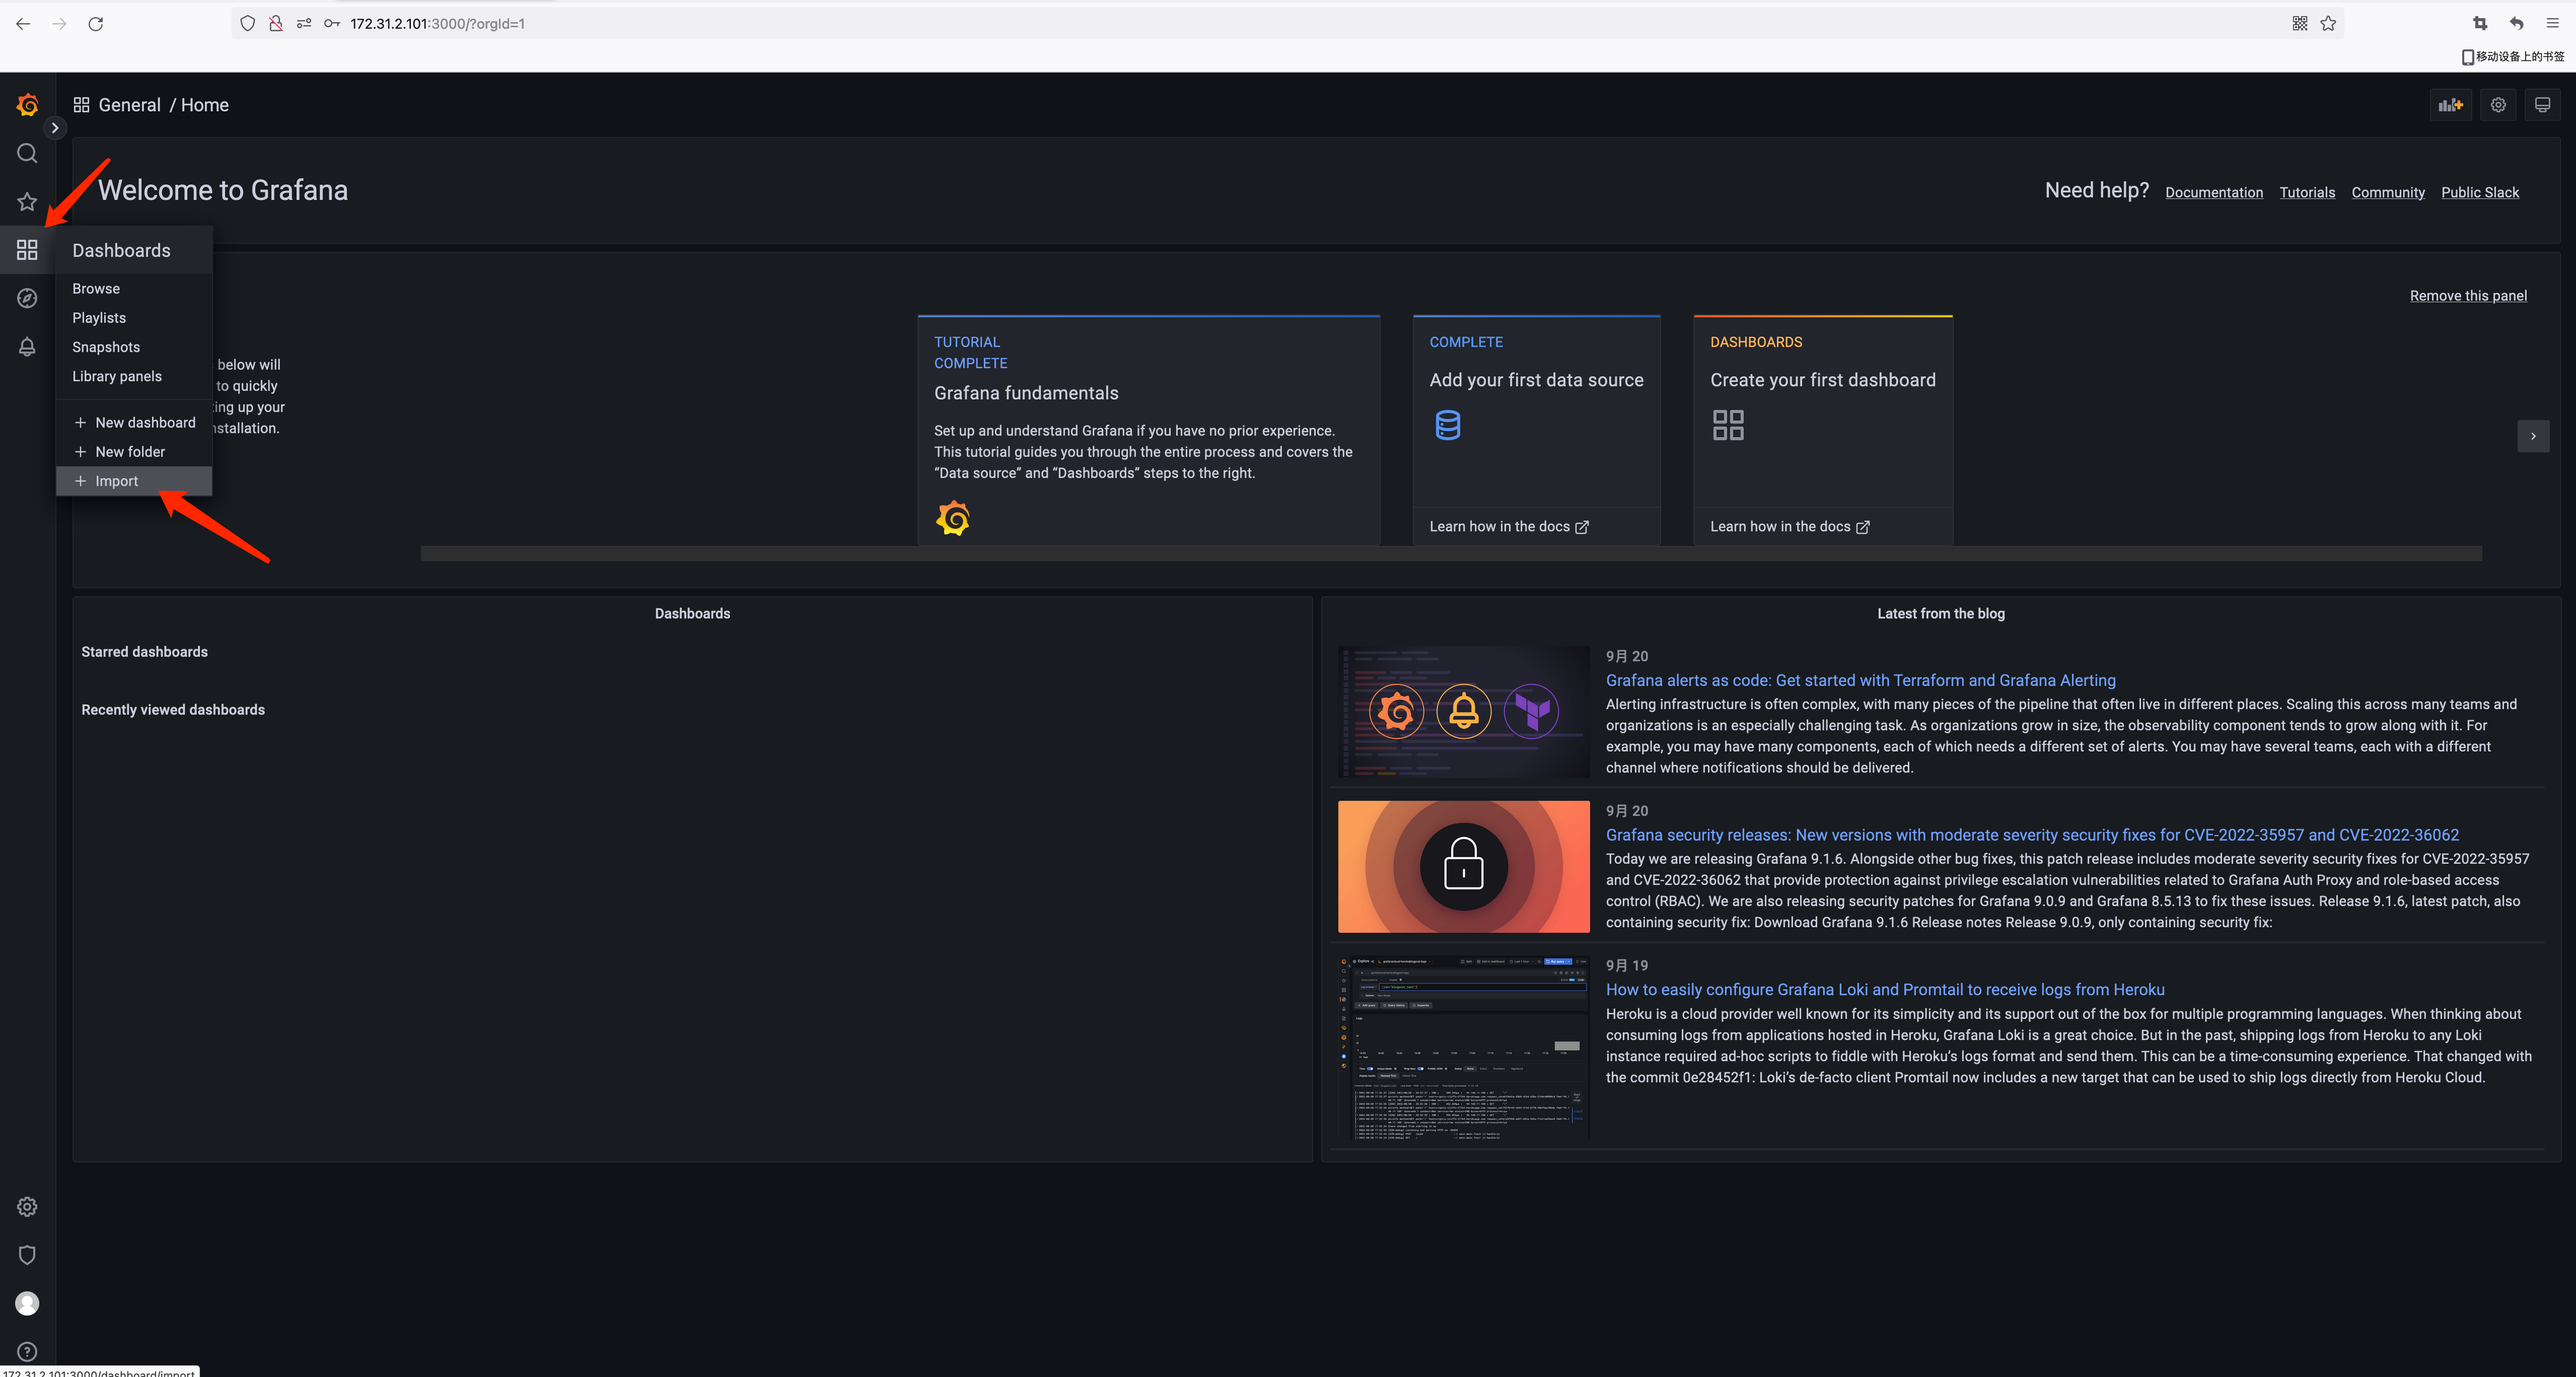 172.31.2.101:3000/?orgId=1
移动设备上的书签
General / Home
Welcome to Grafana
Need help? Documentation Tutorials Community Public Slack
Dashboards
Browse
Playlists
Snapshots
Library panels
New dashboard
New folder
Import
below will
to quickly
ing up your
nstallation.
Remove this panel
TUTORIAL
COMPLETE
Grafana fundamentals
Set up and understand Grafana if you have no prior experience.
This tutorial guides you through the entire process and covers the
“Data source” and “Dashboards” steps to the right.
COMPLETE
Add your first data source
Learn how in the docs
DASHBOARDS
Create your first dashboard
Learn how in the docs
Dashboards
Starred dashboards
Recently viewed dashboards
Latest from the blog
9月 20
Grafana alerts as code: Get started with Terraform and Grafana Alerting
Alerting infrastructure is often complex, with many pieces of the pipeline that often live in different places. Scaling this across many teams and
organizations is an especially challenging task. As organizations grow in size, the observability component tends to grow along with it. For
example, you may have many components, each of which needs a different set of alerts. You may have several teams, each with a different
channel where notifications should be delivered.
9月 20
Grafana security releases: New versions with moderate severity security fixes for CVE-2022-35957 and CVE-2022-36062
Today we are releasing Grafana 9.1.6. Alongside other bug fixes, this patch release includes moderate severity security fixes for CVE-2022-35957
and CVE-2022-36062 that provide protection against privilege escalation vulnerabilities related to Grafana Auth Proxy and role-based access
control (RBAC). We are also releasing security patches for Grafana 9.0.9 and Grafana 8.5.13 to fix these issues. Release 9.1.6, latest patch, also
containing security fix: Download Grafana 9.1.6 Release notes Release 9.0.9, only containing security fix:
9月 19
How to easily configure Grafana Loki and Promtail to receive logs from Heroku
Heroku is a cloud provider well known for its simplicity and its support out of the box for multiple programming languages. When thinking about
consuming logs from applications hosted in Heroku, Grafana Loki is a great choice. But in the past, shipping logs from Heroku to any Loki
instance required ad-hoc scripts to fiddle with Heroku’s logs format and send them. This can be a time-consuming experience. That changed with
the commit 0e28452f1: Loki’s de-facto client Promtail now includes a new target that can be used to ship logs directly from Heroku Cloud.
172.31.2.101:3000/dashboard/import